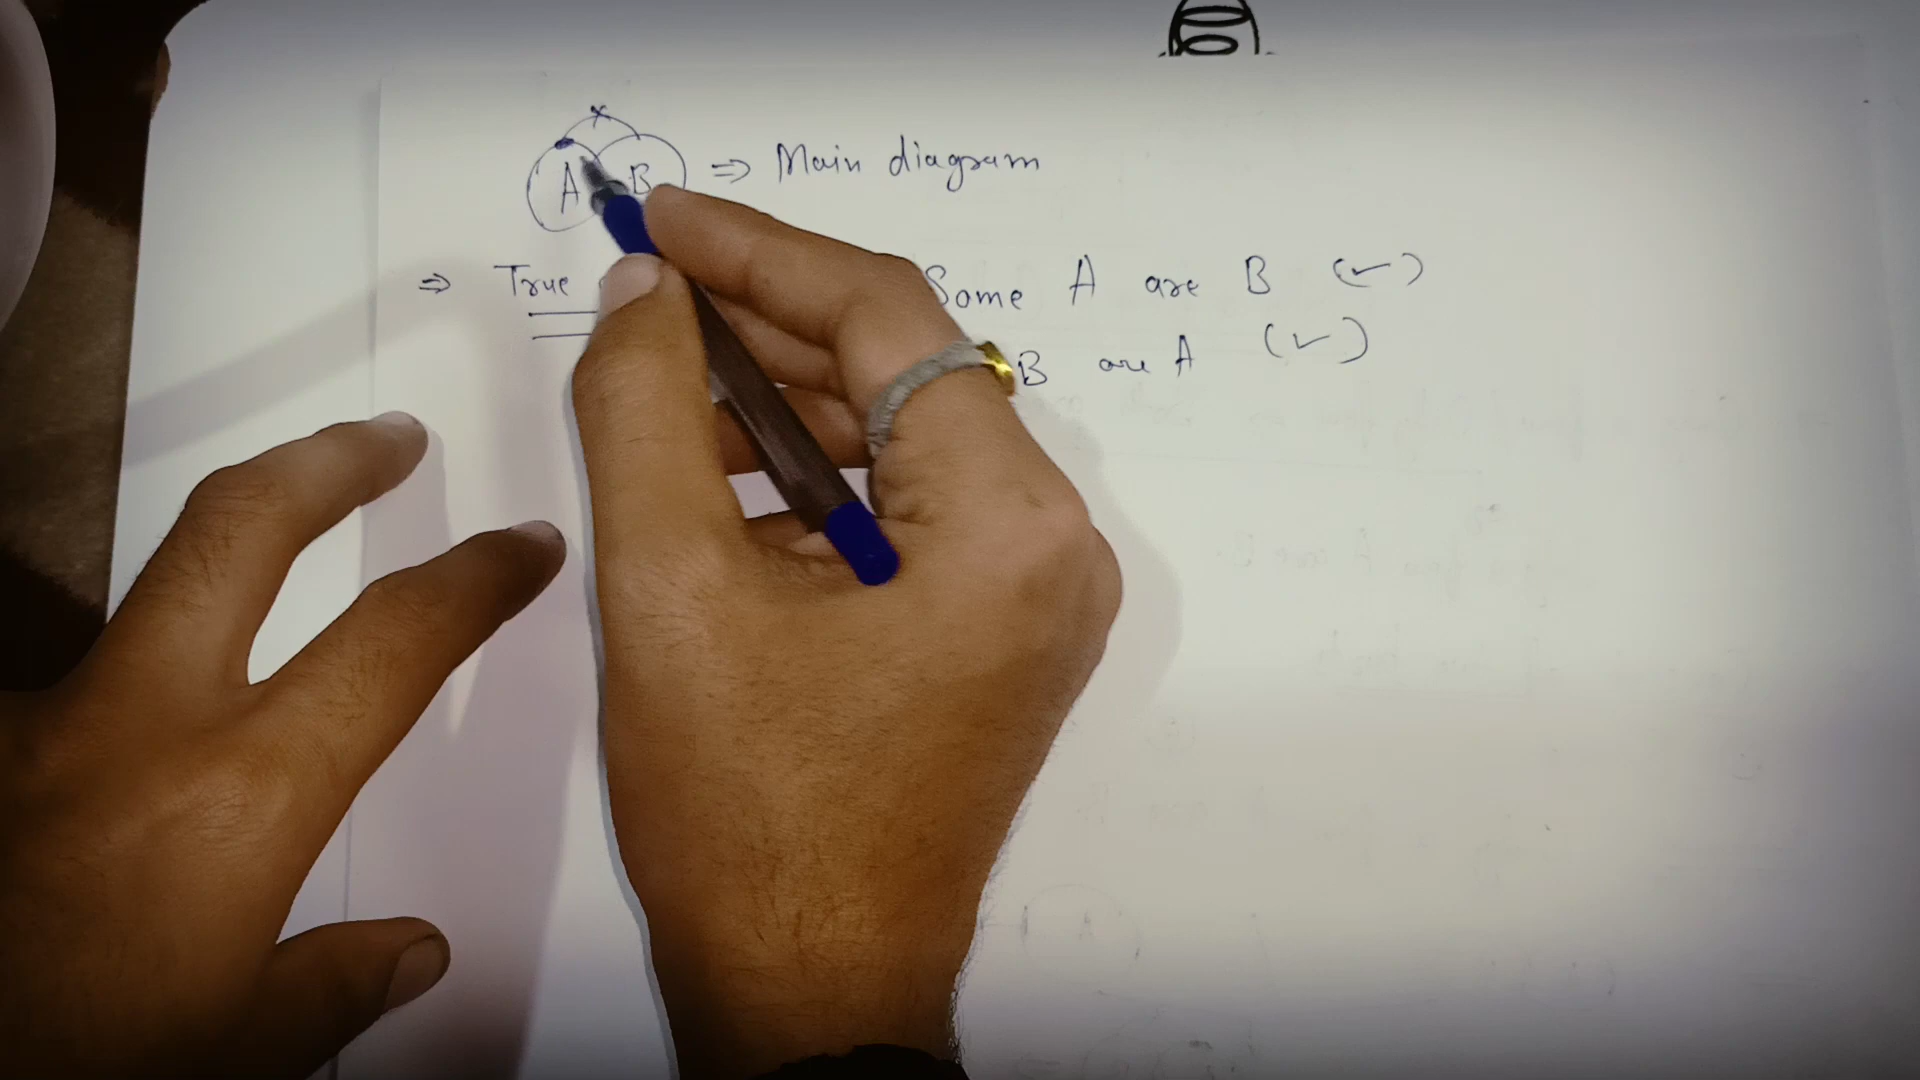 x
A B ⇒ Main diagram
⇒ True Some A are B (✓)
B are A (✓)